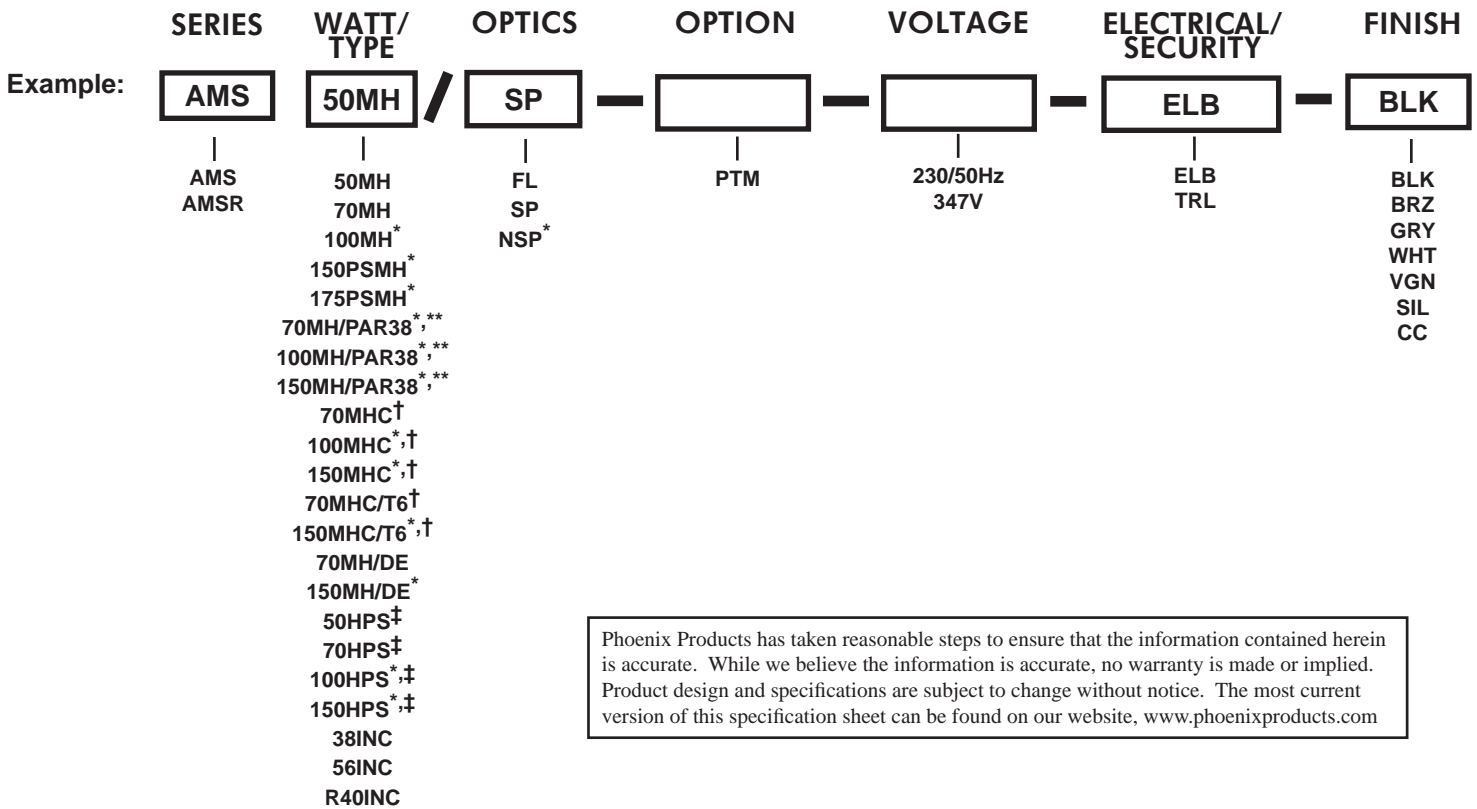 SERIES WATT/ TYPE OPTICS OPTION VOLTAGE ELECTRICAL/ SECURITY FINISH
Example: AMS 50MH / SP — — — ELB — BLK
AMS
AMSR
50MH
70MH
100MH*
150PSMH*
175PSMH*
70MH/PAR38*,**
100MH/PAR38*,**
150MH/PAR38*,**
70MHC†
100MHC*,†
150MHC*,†
70MHC/T6†
150MHC/T6*,†
70MH/DE
150MH/DE*
50HPS‡
70HPS‡
100HPS*,‡
150HPS*,‡
38INC
56INC
R40INC
FL
SP
NSP*
PTM
230/50Hz
347V
ELB
TRL
BLK
BRZ
GRY
WHT
VGN
SIL
CC
Phoenix Products has taken reasonable steps to ensure that the information contained herein
is accurate. While we believe the information is accurate, no warranty is made or implied.
Product design and specifications are subject to change without notice. The most current
version of this specification sheet can be found on our website, www.phoenixproducts.com